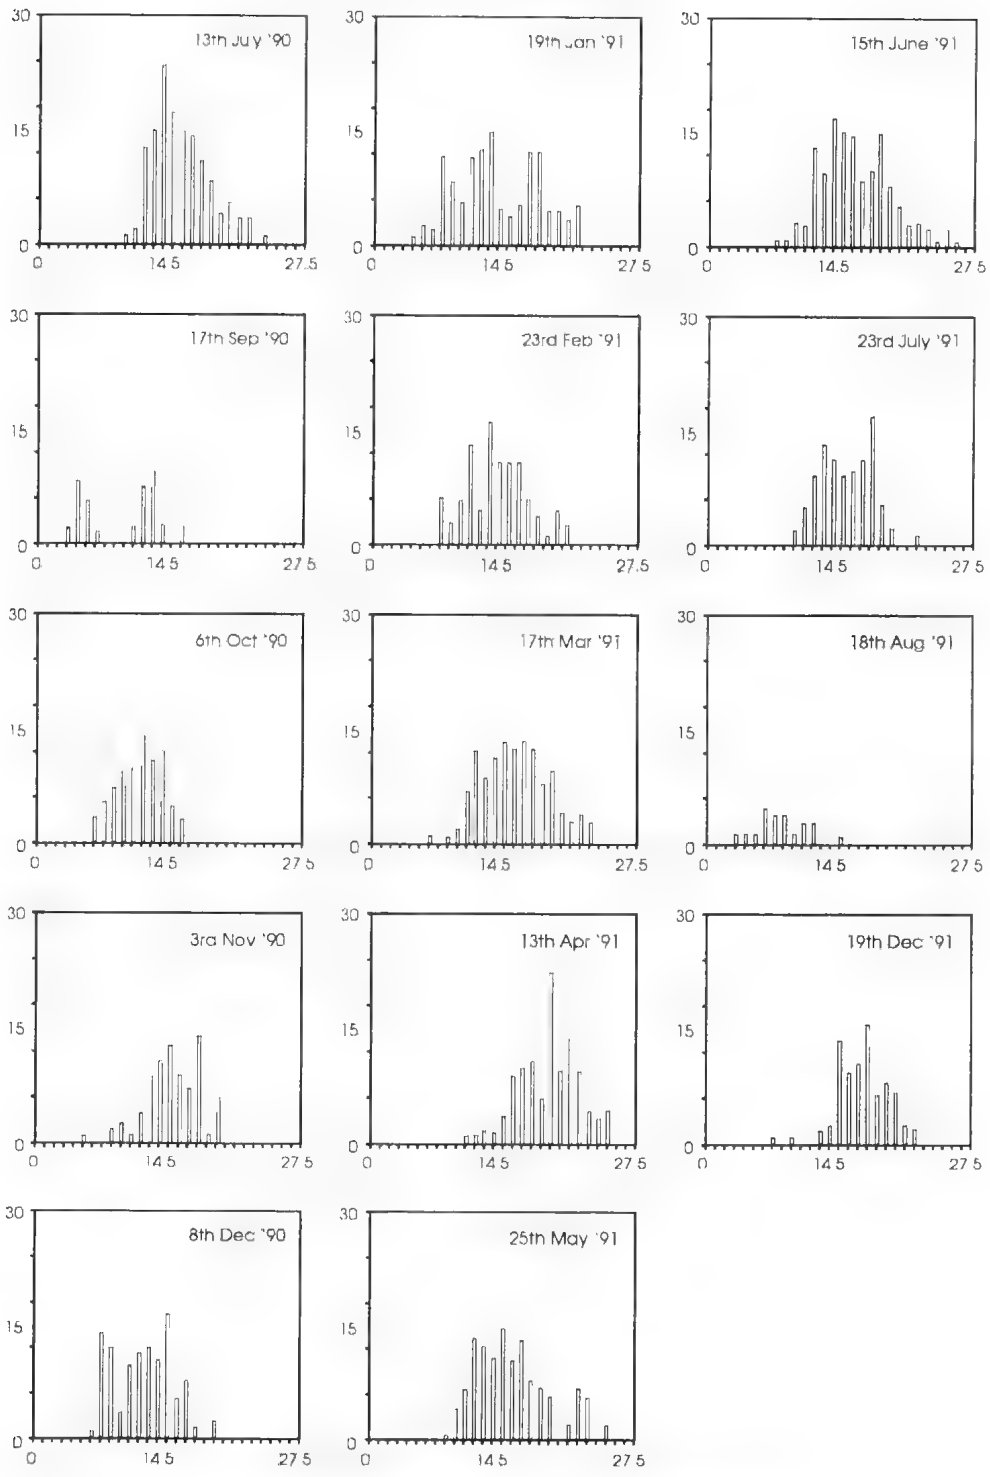 30
13th July '90
15
0
0 14.5 27.5
30
19th Jan '91
15
0
0 14.5 27.5
30
15th June '91
15
0
0 14.5 27.5
30
17th Sep '90
15
0
0 14.5 27.5
30
23rd Feb '91
15
0
0 14.5 27.5
30
23rd July '91
15
0
0 14.5 27.5
30
6th Oct '90
15
0
0 14.5 27.5
30
17th Mar '91
15
0
0 14.5 27.5
30
18th Aug '91
15
0
0 14.5 27.5
30
3rd Nov '90
15
0
0 14.5 27.5
30
13th Apr '91
15
0
0 14.5 27.5
30
19th Dec '91
15
0
0 14.5 27.5
30
8th Dec '90
15
0
0 14.5 27.5
30
25th May '91
15
0
0 14.5 27.5